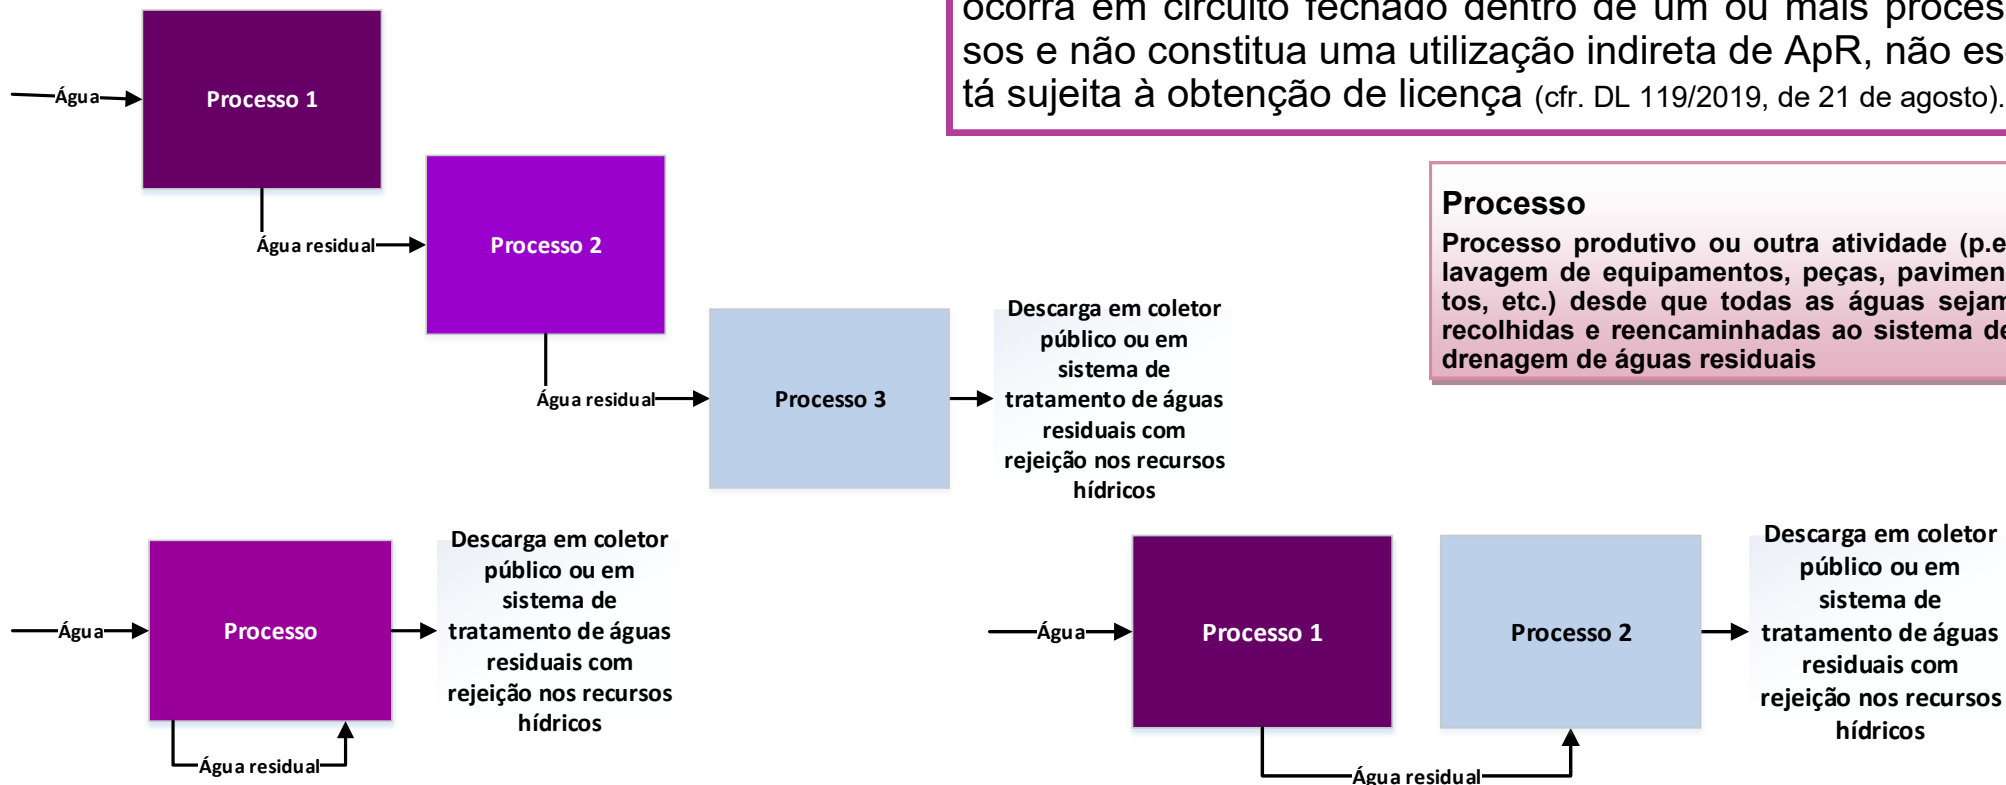 ocorra em circuito fechado dentro de um ou mais proces-
sos e não constitua uma utilização indireta de ApR, não es-
tá sujeita à obtenção de licença (cfr. DL 119/2019, de 21 de agosto).
Água
Processo 1
Água residual
Processo 2
Água residual
Processo 3
Descarga em coletor
público ou em
sistema de
tratamento de águas
residuais com
rejeição nos recursos
hídricos
Processo
Processo produtivo ou outra atividade (p.e
lavagem de equipamentos, peças, pavimen
tos, etc.) desde que todas as águas sejam
recolhidas e reencaminhadas ao sistema de
drenagem de águas residuais
Água
Processo
Água residual
Descarga em coletor
público ou em
sistema de
tratamento de águas
residuais com
rejeição nos recursos
hídricos
Água
Processo 1
Água residual
Processo 2
Descarga em coletor
público ou em
sistema de
tratamento de águas
residuais com
rejeição nos recursos
hídricos